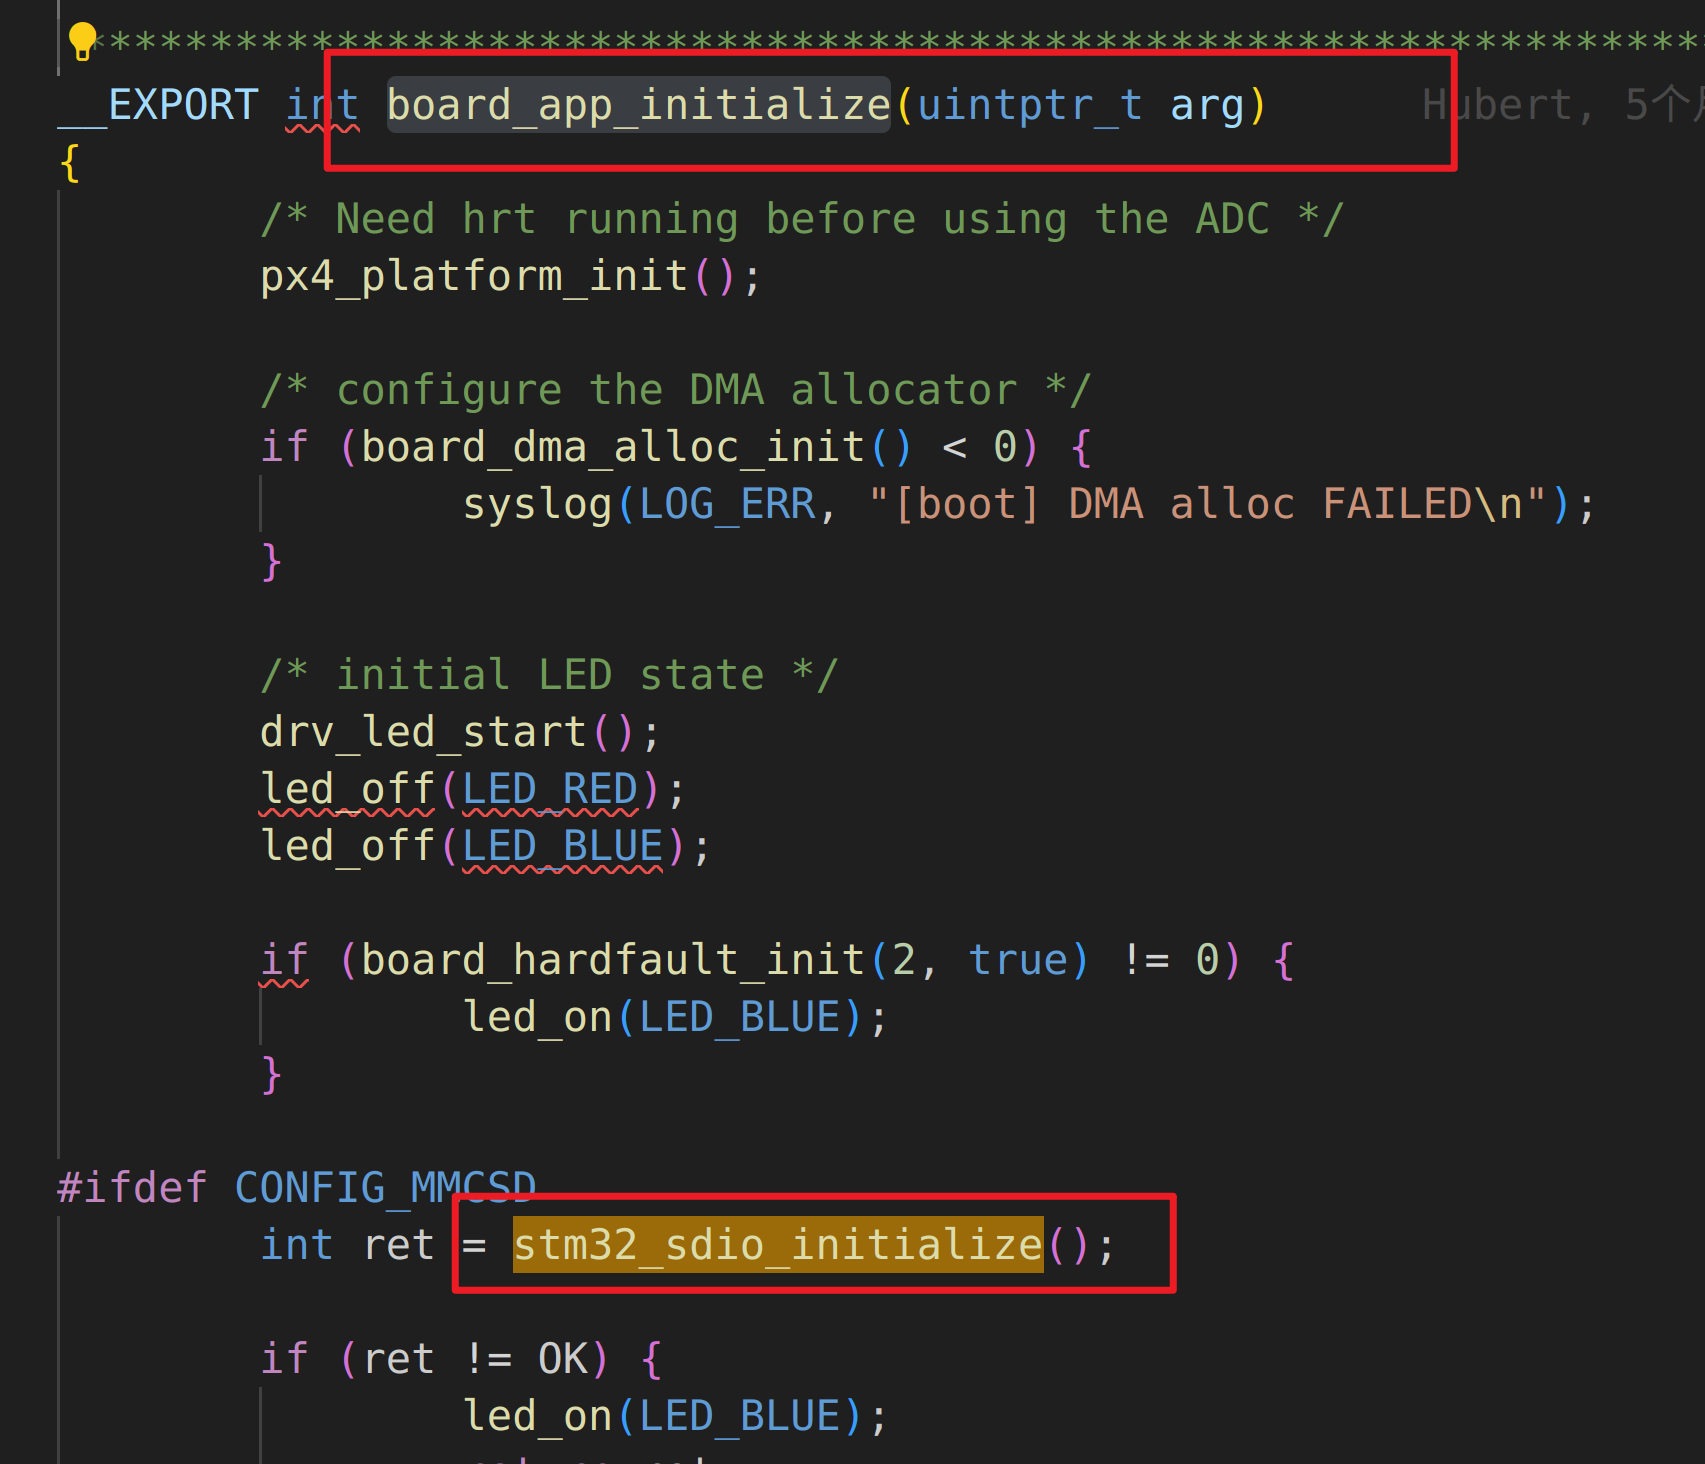 *****************************************************************
__EXPORT int board_app_initialize(uintptr_t arg) Hubert, 5个
{
/* Need hrt running before using the ADC */
px4_platform_init();
/* configure the DMA allocator */
if (board_dma_alloc_init() < 0) {
syslog(LOG_ERR, "[boot] DMA alloc FAILED\n");
}
/* initial LED state */
drv_led_start();
led_off(LED_RED);
led_off(LED_BLUE);
if (board_hardfault_init(2, true) != 0) {
led_on(LED_BLUE);
}
#ifdef CONFIG_MMCSD
int ret = stm32_sdio_initialize();
if (ret != OK) {
led_on(LED_BLUE);